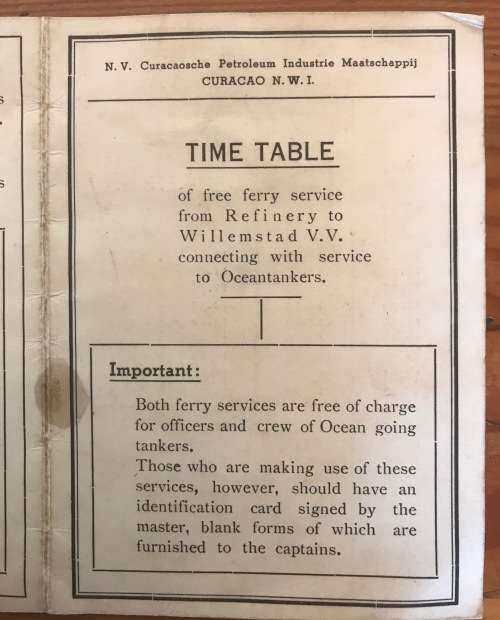 N. V. Curacaosche Petroleum Industrie Maatschappij
CURACAO N. W. I.
TIME TABLE
of free ferry service
from Refinery to
Willemstad V.V.
connecting with service
to Oceantankers.
Important:
Both ferry services are free of charge
for officers and crew of Ocean going
tankers.
Those who are making use of these
services, however, should have an
identification card signed by the
master, blank forms of which are
furnished to the captains.